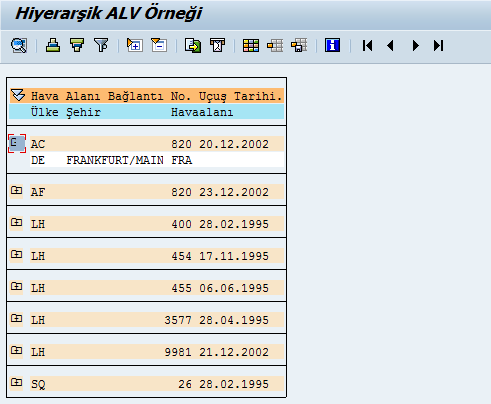 Hiyerarşik ALV Örneği
Hava Alanı Bağlantı No. Uçuş Tarihi.
Ülke Şehir Havaalanı
AC 820 20.12.2002
DE FRANKFURT/MAIN FRA
AF 820 23.12.2002
LH 400 28.02.1995
LH 454 17.11.1995
LH 455 06.06.1995
LH 3577 28.04.1995
LH 9981 21.12.2002
SQ 26 28.02.1995